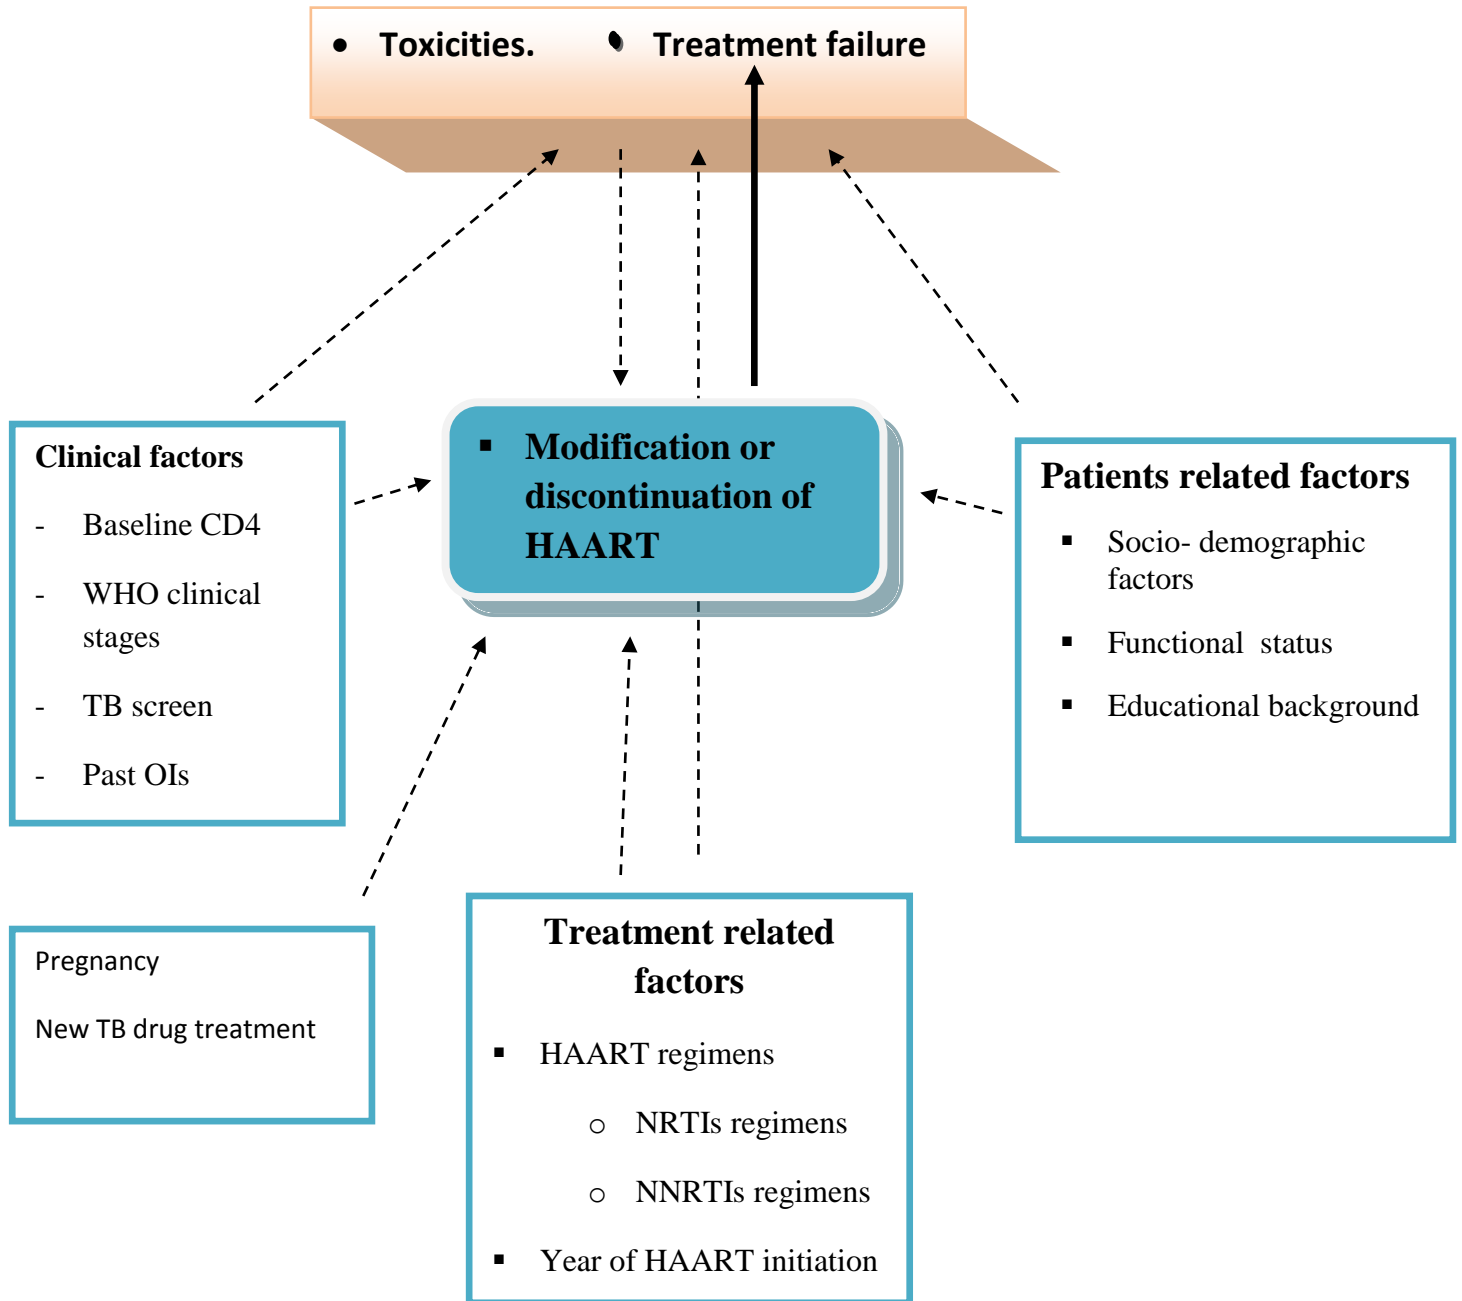 • Toxicities. • Treatment failure
▪ Modification or
discontinuation of
HAART
Clinical factors
- Baseline CD4
- WHO clinical
stages
- TB screen
- Past OIs
Patients related factors
▪ Socio- demographic
factors
▪ Functional status
▪ Educational background
Pregnancy
New TB drug treatment
Treatment related
factors
▪ HAART regimens
o NRTIs regimens
o NNRTIs regimens
▪ Year of HAART initiation